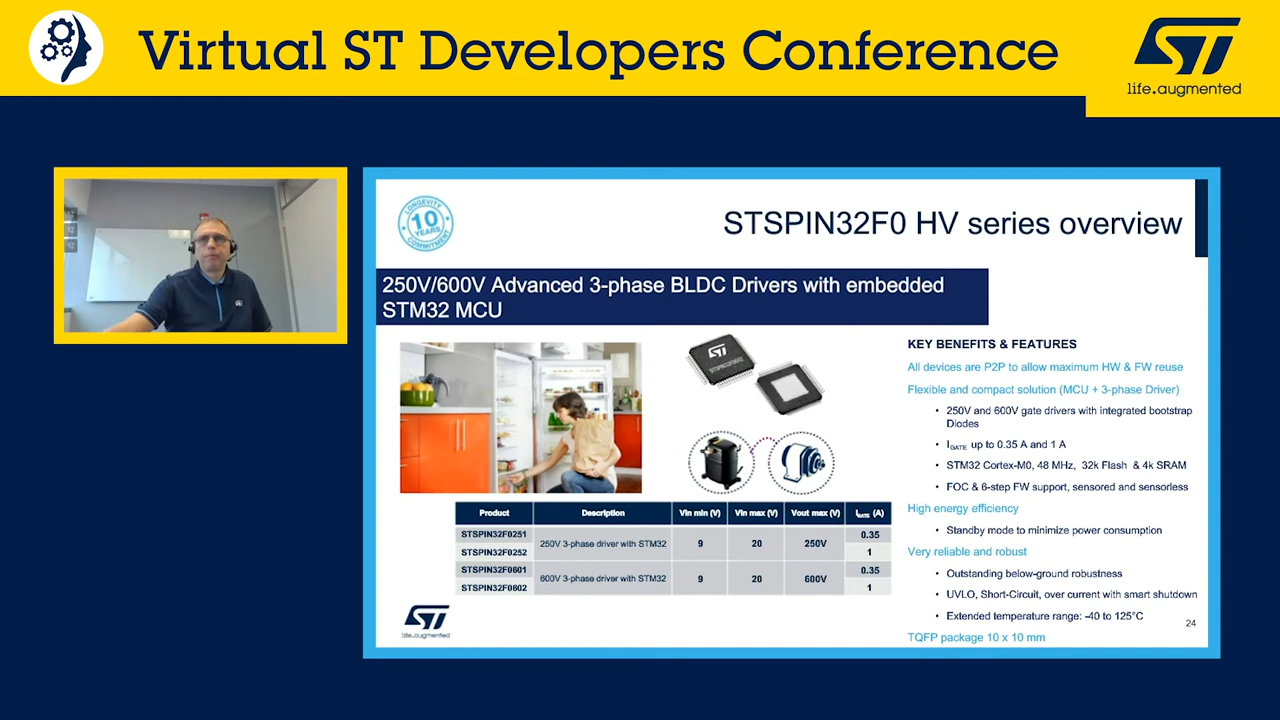 Virtual ST Developers Conference
ST
life.augmented
LONGEVITY
10
YEARS
COMMITMENT
STSPIN32F0 HV series overview
250V/600V Advanced 3-phase BLDC Drivers with embedded
STM32 MCU
ST
KEY BENEFITS & FEATURES
All devices are P2P to allow maximum HW & FW reuse
Flexible and compact solution (MCU + 3-phase Driver)
• 250V and 600V gate drivers with integrated bootstrap
Diodes
• IGATE up to 0.35 A and 1 A
• STM32 Cortex-M0, 48 MHz, 32k Flash & 4k SRAM
• FOC & 6-step FW support, sensored and sensorless
High energy efficiency
• Standby mode to minimize power consumption
Very reliable and robust
• Outstanding below-ground robustness
• UVLO, Short-Circuit, over current with smart shutdown
• Extended temperature range: -40 to 125°C
TQFP package 10 x 10 mm
Product Description Vin min (V) Vin max (V) Vout max (V) IGATE (A)
STSPIN32F0251 250V 3-phase driver with STM32 9 20 250V 0.35
STSPIN32F0252 1
STSPIN32F0601 600V 3-phase driver with STM32 9 20 600V 0.35
STSPIN32F0602 1
ST
life.augmented
24